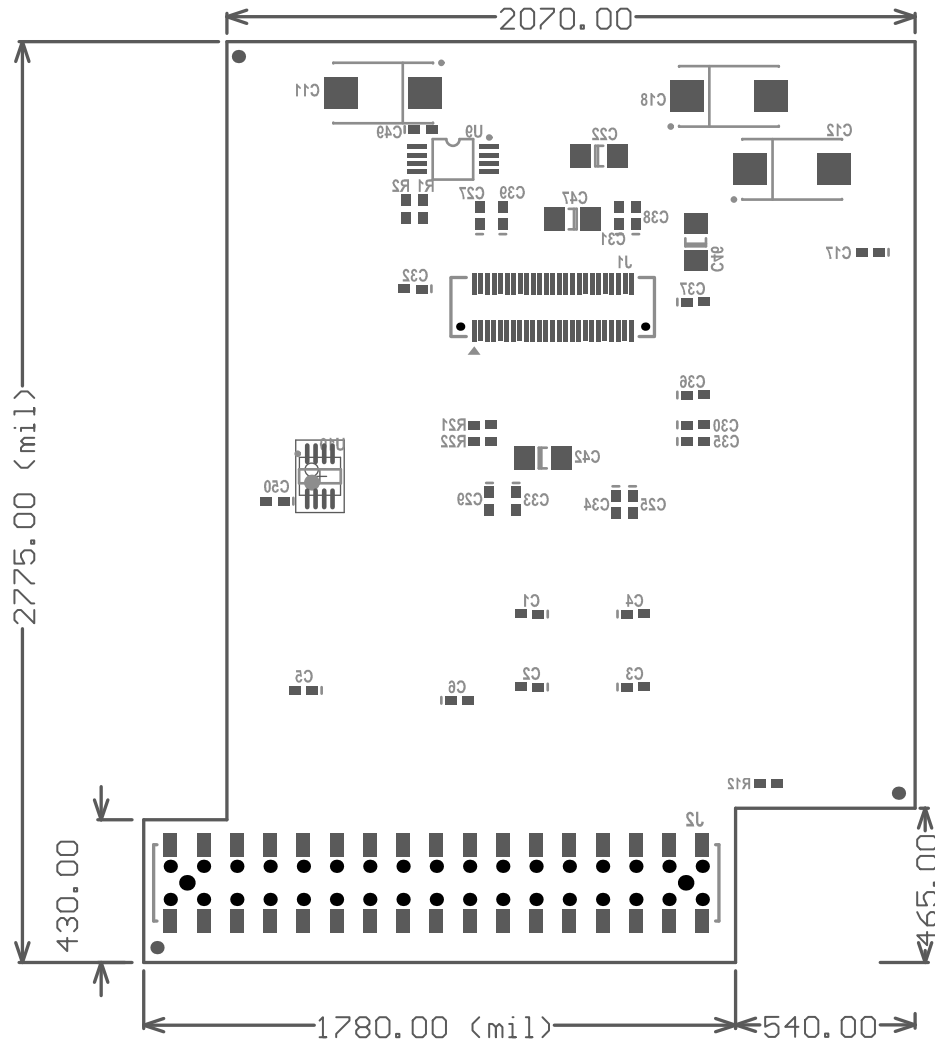 2070.00
C11
C18
C49
U9
C22
C12
R2 R1
C27
C39
C47
C38
C31
C46
C17
J1
C32
C37
C36
2775.00 (mil)
R21
C30
R22
C35
U10
C42
C50
C29
C33
C34
C25
C1
C4
C5
C6
C2
C3
R12
J2
430.00
465.00
1780.00 (mil)
540.00